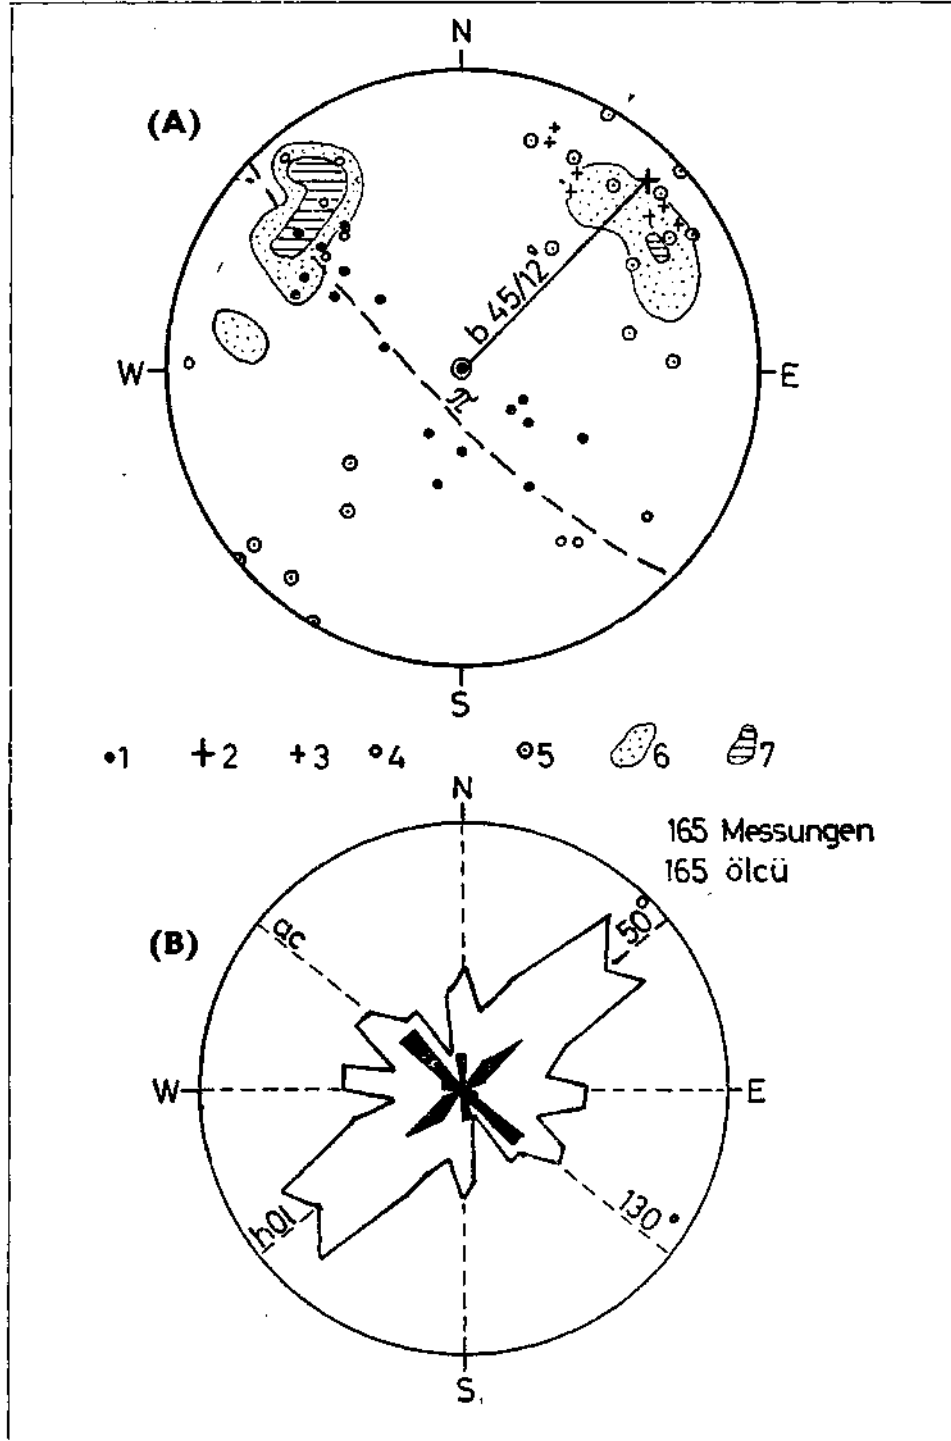 N
(A)
b 45/12°
W
E
π
S
1 2 3 4 5 6 7
N
165 Messungen
165 ölcü
(B)
ac
50°
W
E
h0l
130°
S